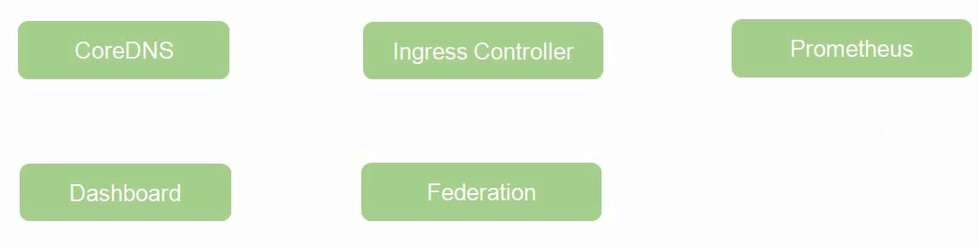 CoreDNS
Ingress Controller
Prometheus
Dashboard
Federation